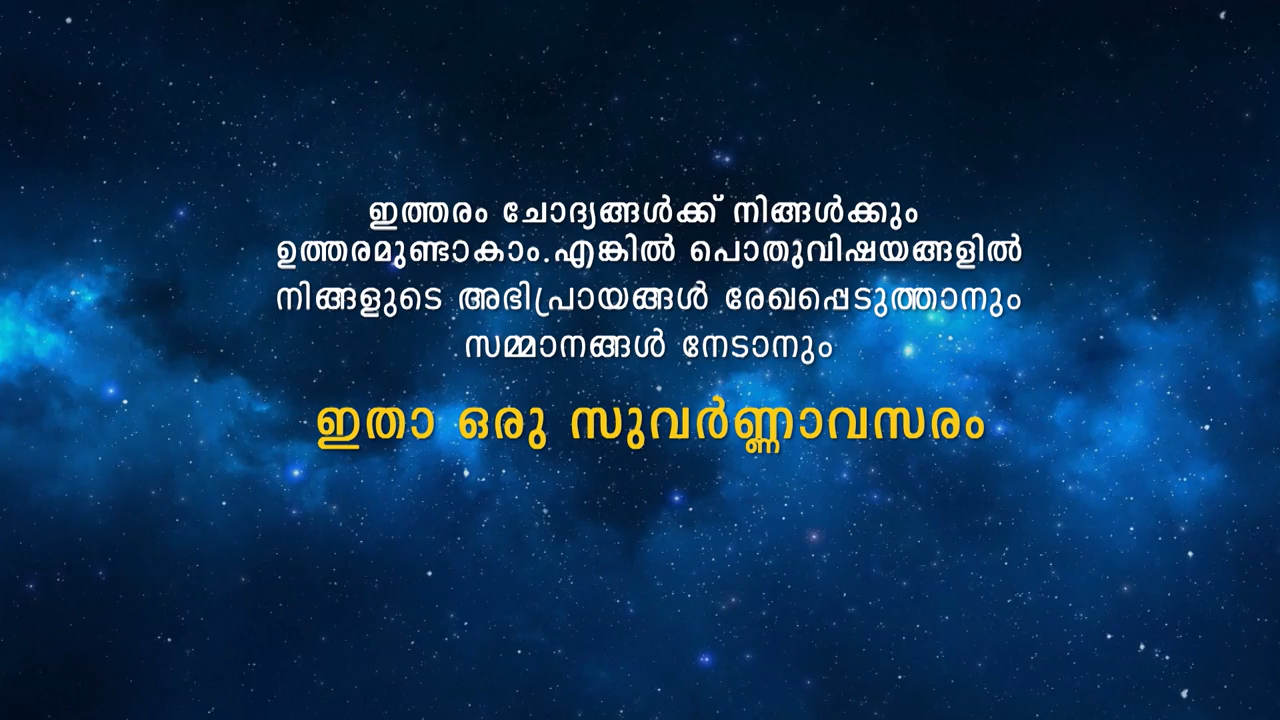 ഇത്തരം ചോദ്യങ്ങൾക്ക് നിങ്ങൾക്കും
ഉത്തരമുണ്ടാകാം.എങ്കിൽ പൊതുവിഷയങ്ങളിൽ
നിങ്ങളുടെ അഭിപ്രായങ്ങൾ രേഖപ്പെടുത്താനും
സമ്മാനങ്ങൾ നേടാനും
ഇതാ ഒരു സുവർണ്ണാവസരം